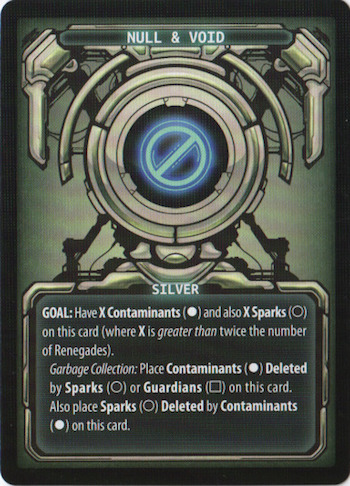 NULL & VOID
SILVER
GOAL: Have X Contaminants (●) and also X Sparks (○)
on this card (where X is greater than twice the number
of Renegades).
Garbage Collection: Place Contaminants (●) Deleted
by Sparks (○) or Guardians (□) on this card.
Also place Sparks (○) Deleted by Contaminants
(●) on this card.